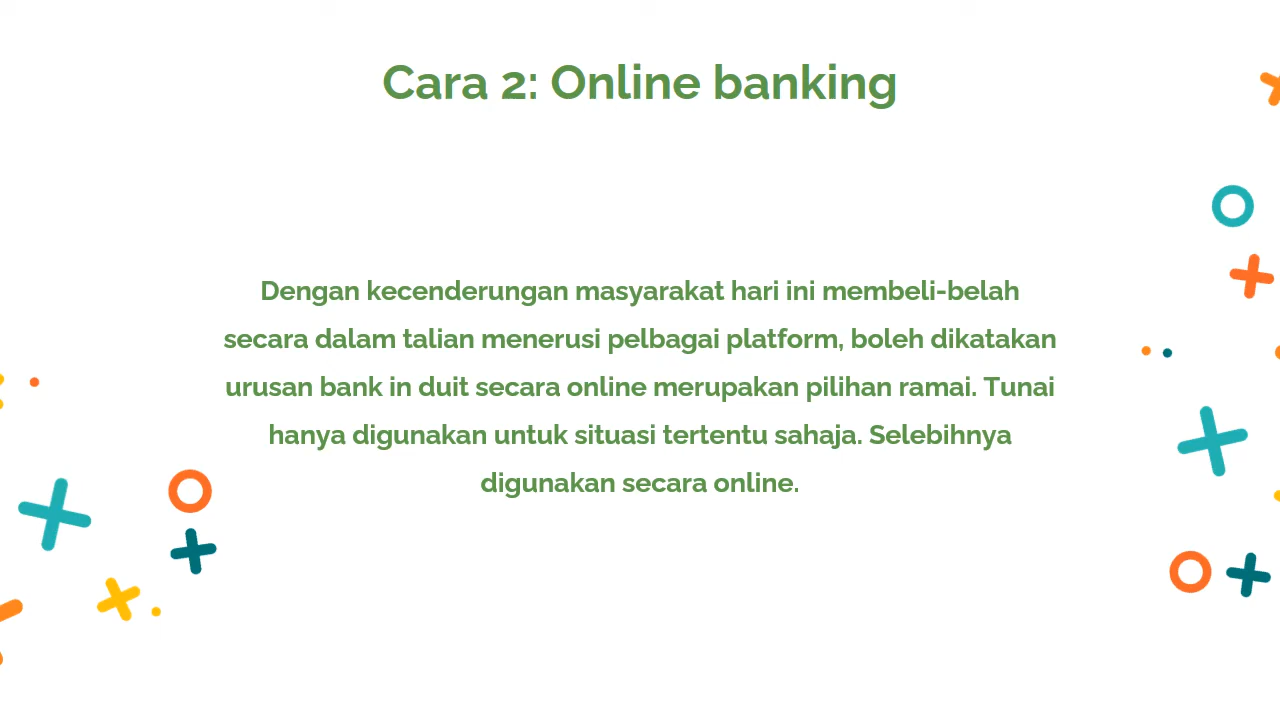 Cara 2: Online banking
Dengan kecenderungan masyarakat hari ini membeli-belah
secara dalam talian menerusi pelbagai platform, boleh dikatakan
urusan bank in duit secara online merupakan pilihan ramai. Tunai
hanya digunakan untuk situasi tertentu sahaja. Selebihnya
digunakan secara online.